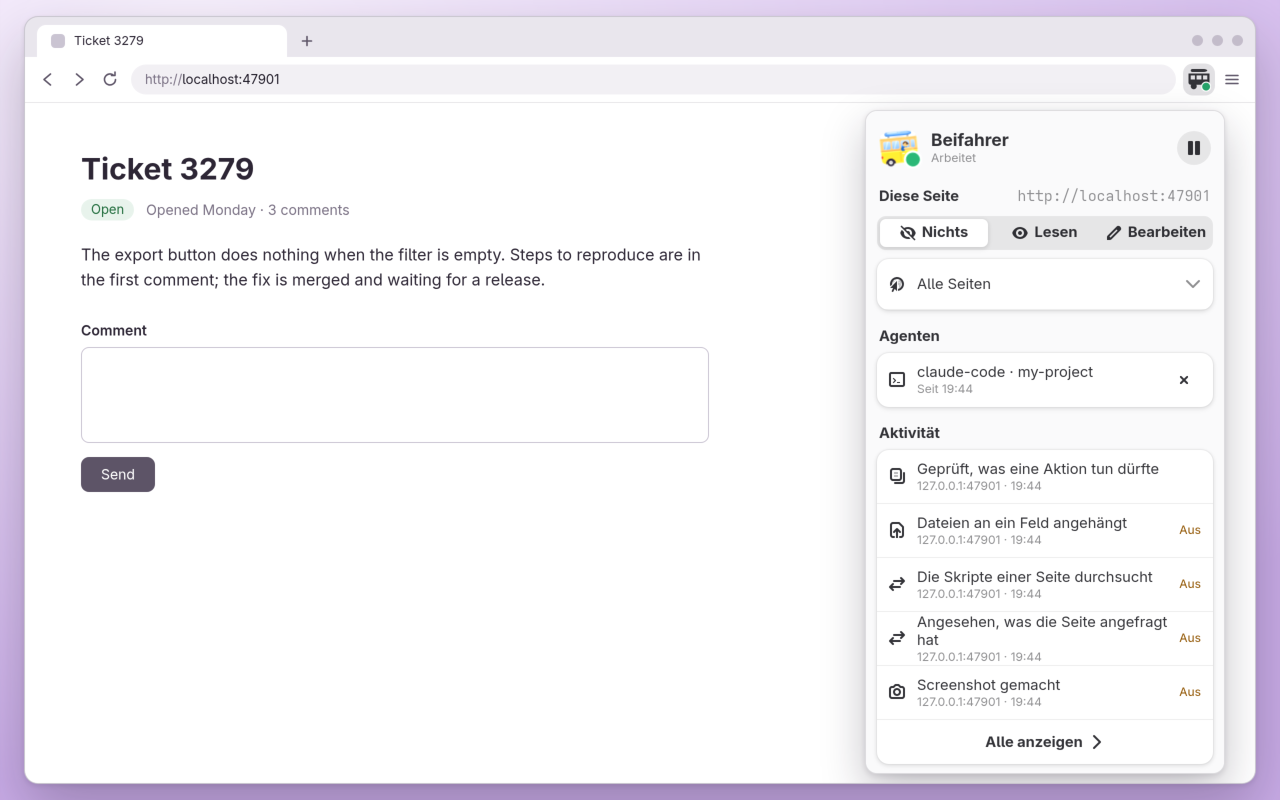 Ticket 3279
http://localhost:47901
Ticket 3279
Open
Opened Monday · 3 comments
The export button does nothing when the filter is empty. Steps to reproduce are in
the first comment; the fix is merged and waiting for a release.
Comment
Send
Beifahrer
Arbeitet
Diese Seite
http://localhost:47901
Nichts
Lesen
Bearbeiten
Alle Seiten
Agenten
claude-code · my-project
Seit 19:44
Aktivität
Geprüft, was eine Aktion tun dürfte
127.0.0.1:47901 · 19:44
Dateien an ein Feld angehängt
127.0.0.1:47901 · 19:44
Aus
Die Skripte einer Seite durchsucht
127.0.0.1:47901 · 19:44
Aus
Angesehen, was die Seite angefragt
hat
127.0.0.1:47901 · 19:44
Aus
Screenshot gemacht
127.0.0.1:47901 · 19:44
Aus
Alle anzeigen